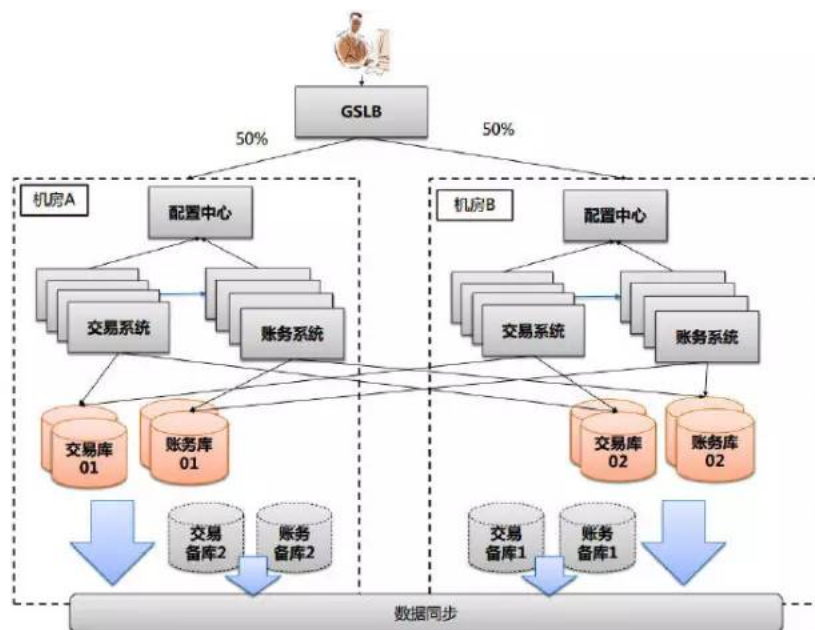 GSLB
50%
50%
机房A
配置中心
机房B
配置中心
交易系统
账务系统
交易系统
账务系统
交易库
01
账务库
01
交易库
02
账务库
02
交易
备库2
账务
备库2
交易
备库1
账务
备库1
数据同步